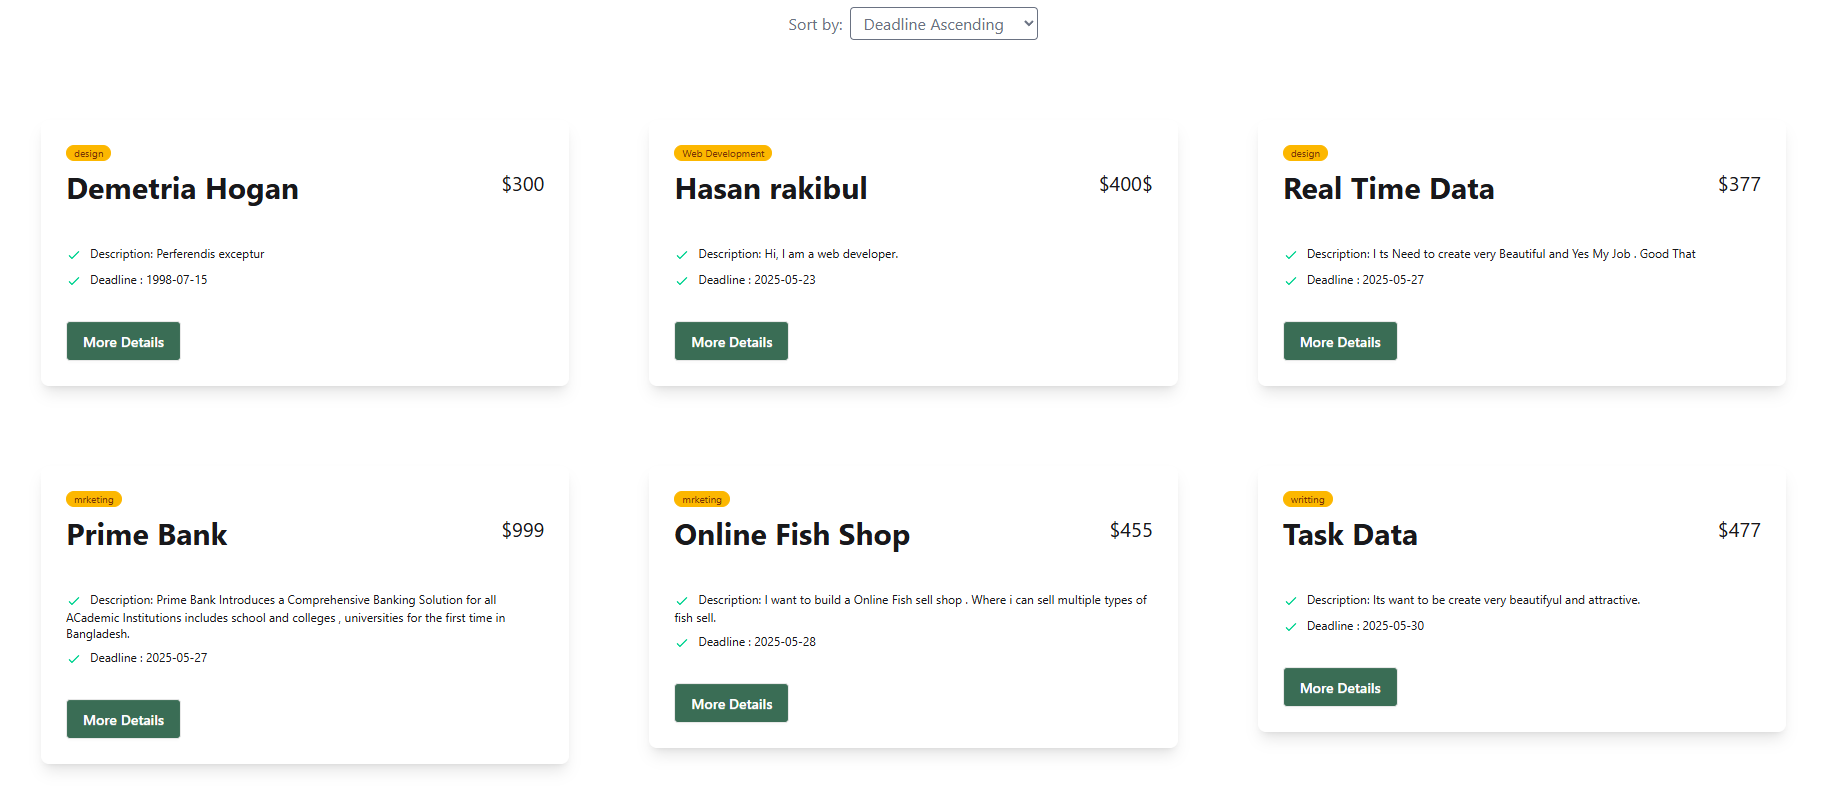 Sort by: Deadline Ascending
design
Demetria Hogan
$300
Description: Perferendis exceptur
Deadline : 1998-07-15
More Details
Web Development
Hasan rakibul
$400$
Description: Hi, I am a web developer.
Deadline : 2025-05-23
More Details
design
Real Time Data
$377
Description: I ts Need to create very Beautiful and Yes My Job . Good That
Deadline : 2025-05-27
More Details
mrketing
Prime Bank
$999
Description: Prime Bank Introduces a Comprehensive Banking Solution for all
ACademic Institutions includes school and colleges , universities for the first time in
Bangladesh.
Deadline : 2025-05-27
More Details
mrketing
Online Fish Shop
$455
Description: I want to build a Online Fish sell shop . Where i can sell multiple types of
fish sell.
Deadline : 2025-05-28
More Details
writting
Task Data
$477
Description: Its want to be create very beautifyul and attractive.
Deadline : 2025-05-30
More Details